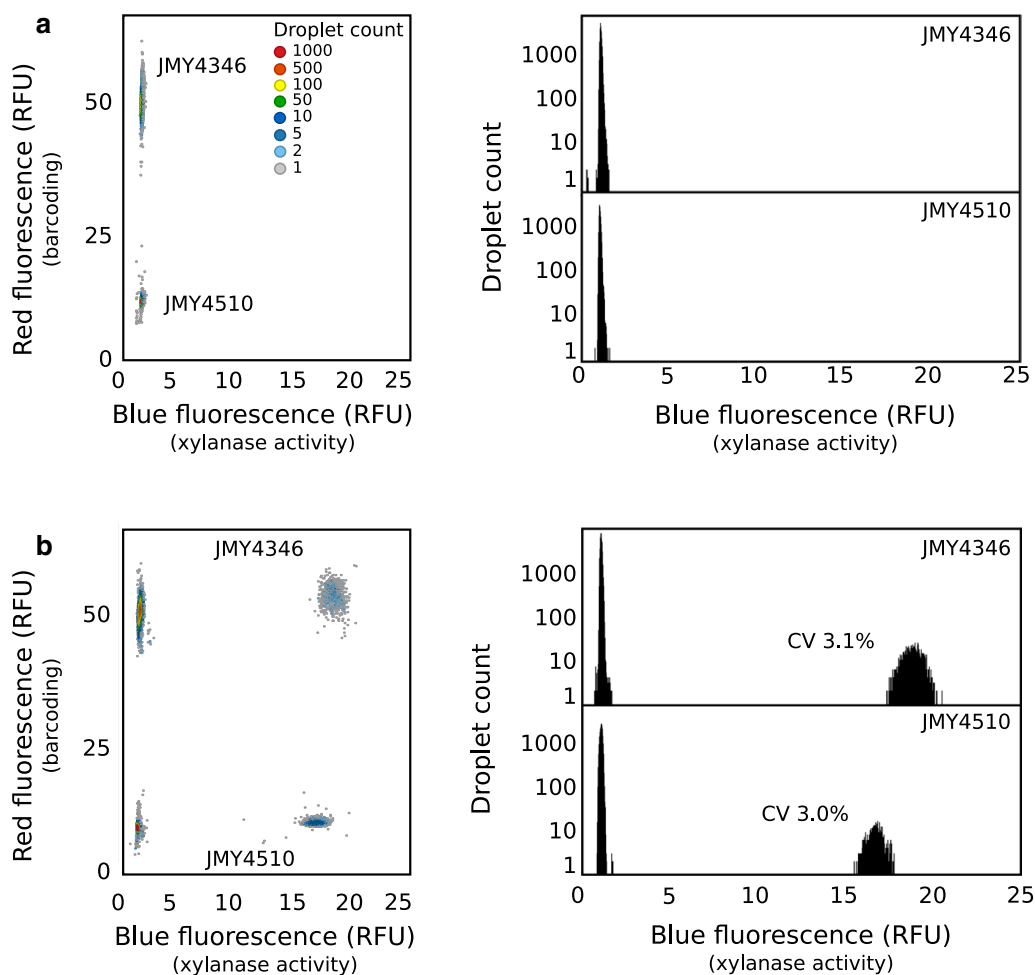 a
Droplet count
1000
500
100
50
10
5
2
1
JMY4346
JMY4510
Red fluorescence (RFU)
(barcoding)
50
25
0
0 5 10 15 20 25
Blue fluorescence (RFU)
(xylanase activity)
JMY4346
1000
100
10
1
JMY4510
1000
100
10
1
Droplet count
0 5 10 15 20 25
Blue fluorescence (RFU)
(xylanase activity)
b
JMY4346
JMY4510
Red fluorescence (RFU)
(barcoding)
50
25
0
0 5 10 15 20 25
Blue fluorescence (RFU)
(xylanase activity)
JMY4346
CV 3.1%
1000
100
10
1
JMY4510
CV 3.0%
1000
100
10
1
Droplet count
0 5 10 15 20 25
Blue fluorescence (RFU)
(xylanase activity)